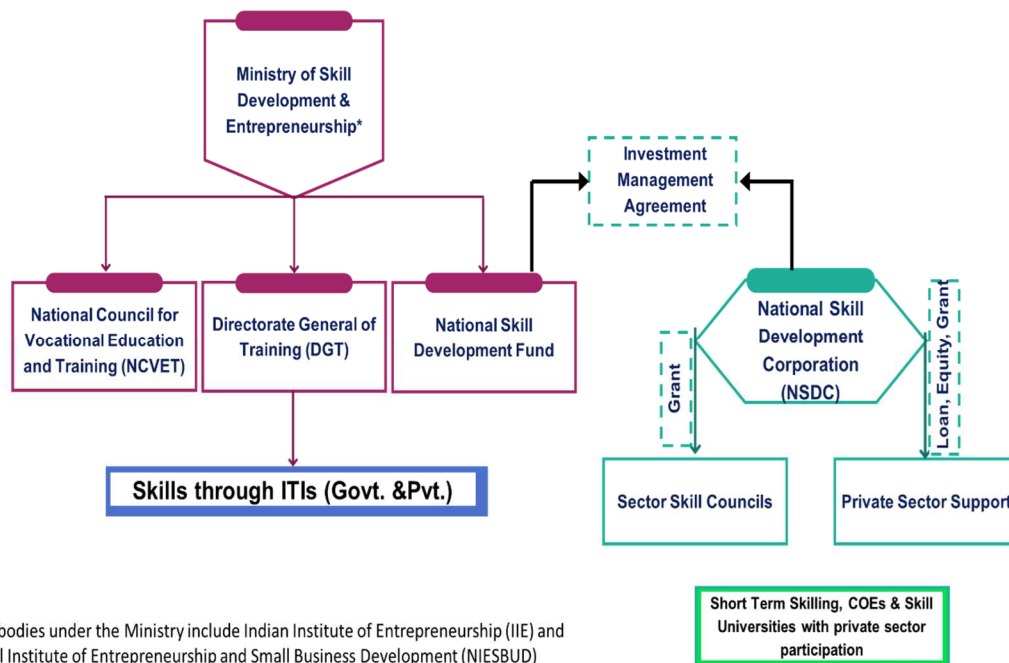 Ministry of Skill
Development &
Entrepreneurship*
Investment
Management
Agreement
National Council for
Vocational Education
and Training (NCVET)
Directorate General of
Training (DGT)
National Skill
Development Fund
National Skill
Development
Corporation
(NSDC)
Grant
Loan, Equity, Grant
Skills through ITIs (Govt. &Pvt.)
Sector Skill Councils
Private Sector Support
Short Term Skilling, COEs & Skill
Universities with private sector
participation
bodies under the Ministry include Indian Institute of Entrepreneurship (IIE) and
Institute of Entrepreneurship and Small Business Development (NIESBUD)